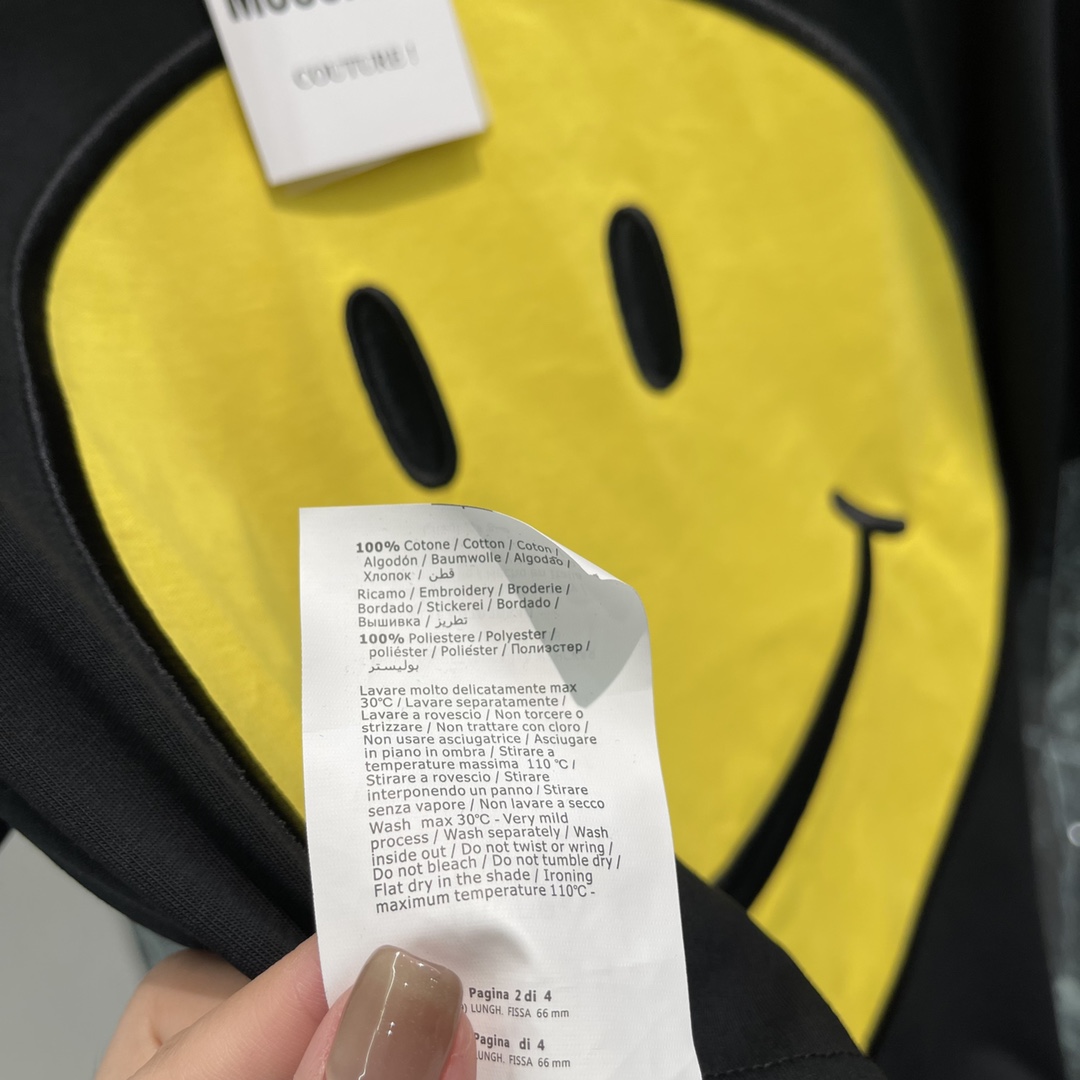 COUTURE!
100% Cotone / Cotton / Coton /
Algodón / Baumwolle / Algodão /
Хлопок / قطن
Ricamo / Embroidery / Broderie /
Bordado / Stickerei / Bordado /
Вышивка / تطريز
100% Poliestere / Polyester /
poliéster / Poliéster / Полиэстер /
بوليستر
Lavare molto delicatamente max
30°C / Lavare separatamente /
Lavare a rovescio / Non torcere o
strizzare / Non trattare con cloro /
Non usare asciugatrice / Asciugare
in piano in ombra / Stirare a
temperature massima 110 °C /
Stirare a rovescio / Stirare
interponendo un panno / Stirare
senza vapore / Non lavare a secco
Wash max 30°C - Very mild
process / Wash separately / Wash
inside out / Do not twist or wring /
Do not bleach / Do not tumble dry /
Flat dry in the shade / Ironing
maximum temperature 110°C -
Pagina 2 di 4
LUNGH. FISSA 66 mm
Pagina di 4
LUNGH. FISSA 66 mm